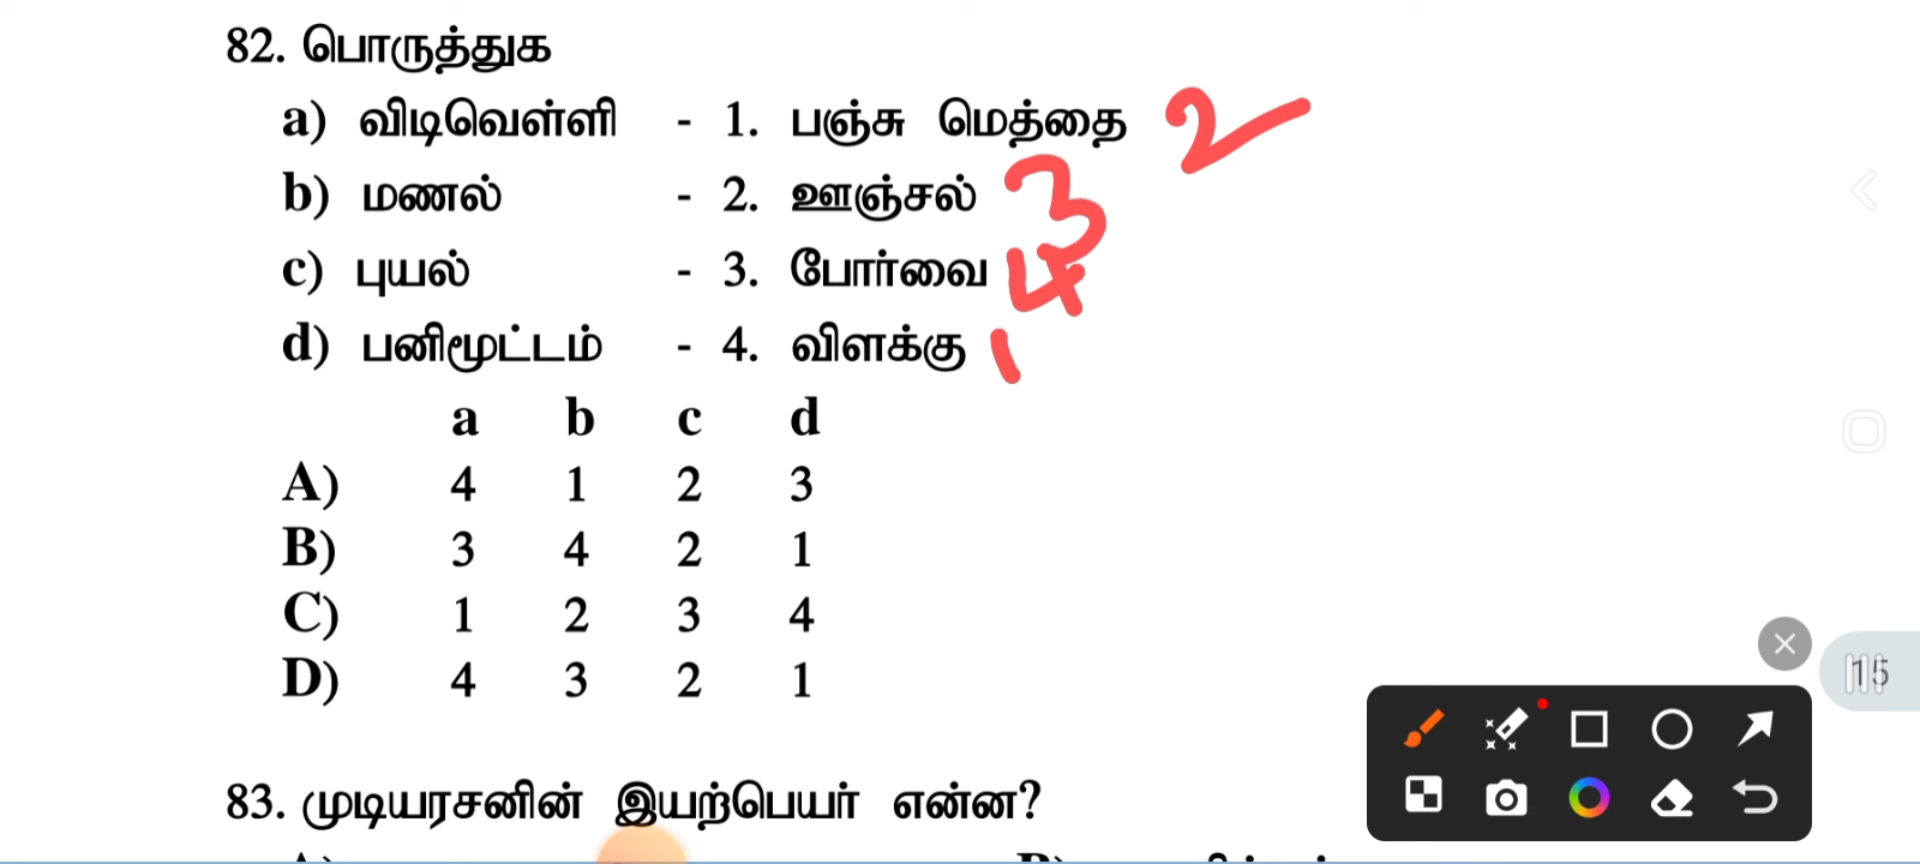 82. பொருத்துக
a) விடிவெள்ளி - 1. பஞ்சு மெத்தை 2
b) மணல் - 2. ஊஞ்சல் 3
c) புயல் - 3. போர்வை 4
d) பனிமூட்டம் - 4. விளக்கு 1
a b c d
A) 4 1 2 3
B) 3 4 2 1
C) 1 2 3 4
D) 4 3 2 1
83. முடியரசனின் இயற்பெயர் என்ன?